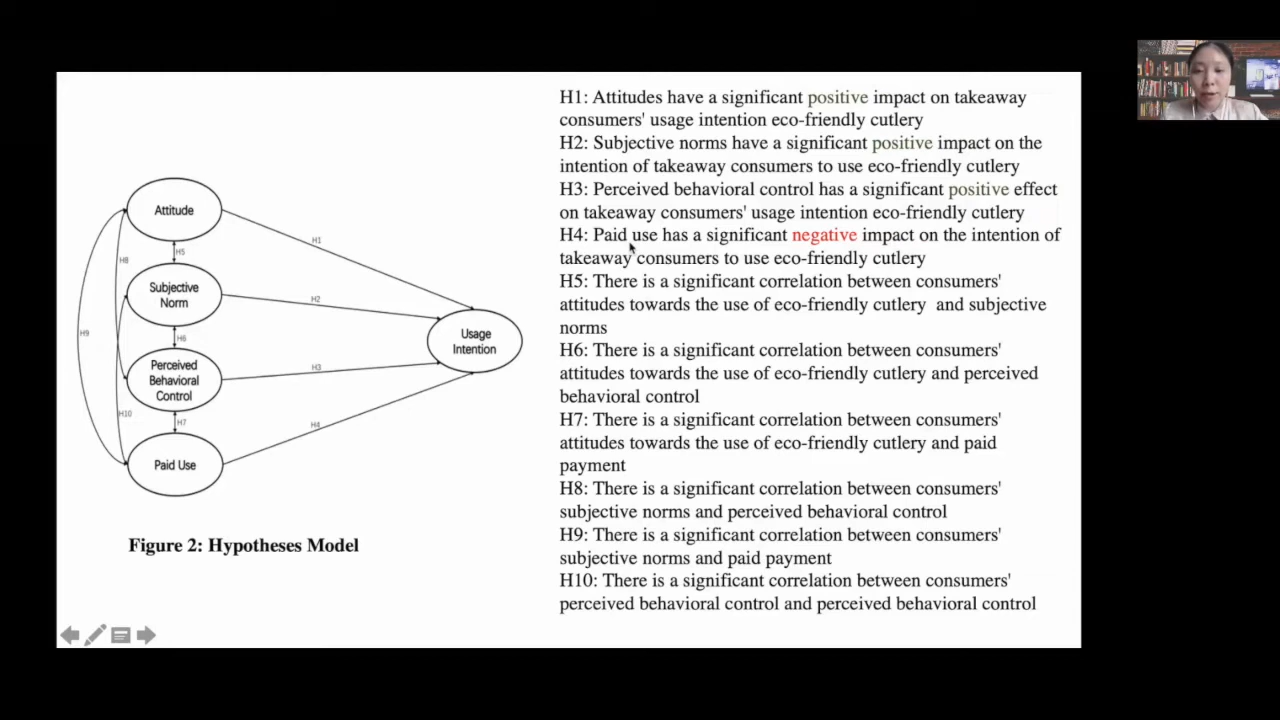 Attitude
Subjective
Norm
Perceived
Behavioral
Control
Paid Use
Usage
Intention
H1
H2
H3
H4
H5
H6
H7
H8
H9
H10
Figure 2: Hypotheses Model
H1: Attitudes have a significant positive impact on takeaway
consumers' usage intention eco-friendly cutlery
H2: Subjective norms have a significant positive impact on the
intention of takeaway consumers to use eco-friendly cutlery
H3: Perceived behavioral control has a significant positive effect
on takeaway consumers' usage intention eco-friendly cutlery
H4: Paid use has a significant negative impact on the intention of
takeaway consumers to use eco-friendly cutlery
H5: There is a significant correlation between consumers'
attitudes towards the use of eco-friendly cutlery and subjective
norms
H6: There is a significant correlation between consumers'
attitudes towards the use of eco-friendly cutlery and perceived
behavioral control
H7: There is a significant correlation between consumers'
attitudes towards the use of eco-friendly cutlery and paid
payment
H8: There is a significant correlation between consumers'
subjective norms and perceived behavioral control
H9: There is a significant correlation between consumers'
subjective norms and paid payment
H10: There is a significant correlation between consumers'
perceived behavioral control and perceived behavioral control